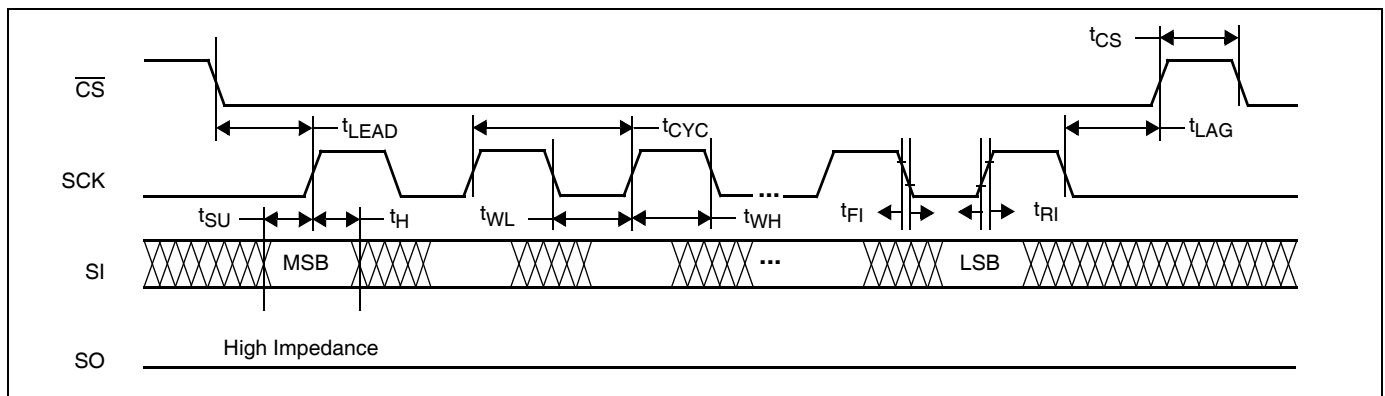 tCS
CS
tLEAD
tCYC
tLAG
SCK
...
tSU
tH
tWL
tWH
tFI
tRI
SI
MSB
...
LSB
High Impedance
SO